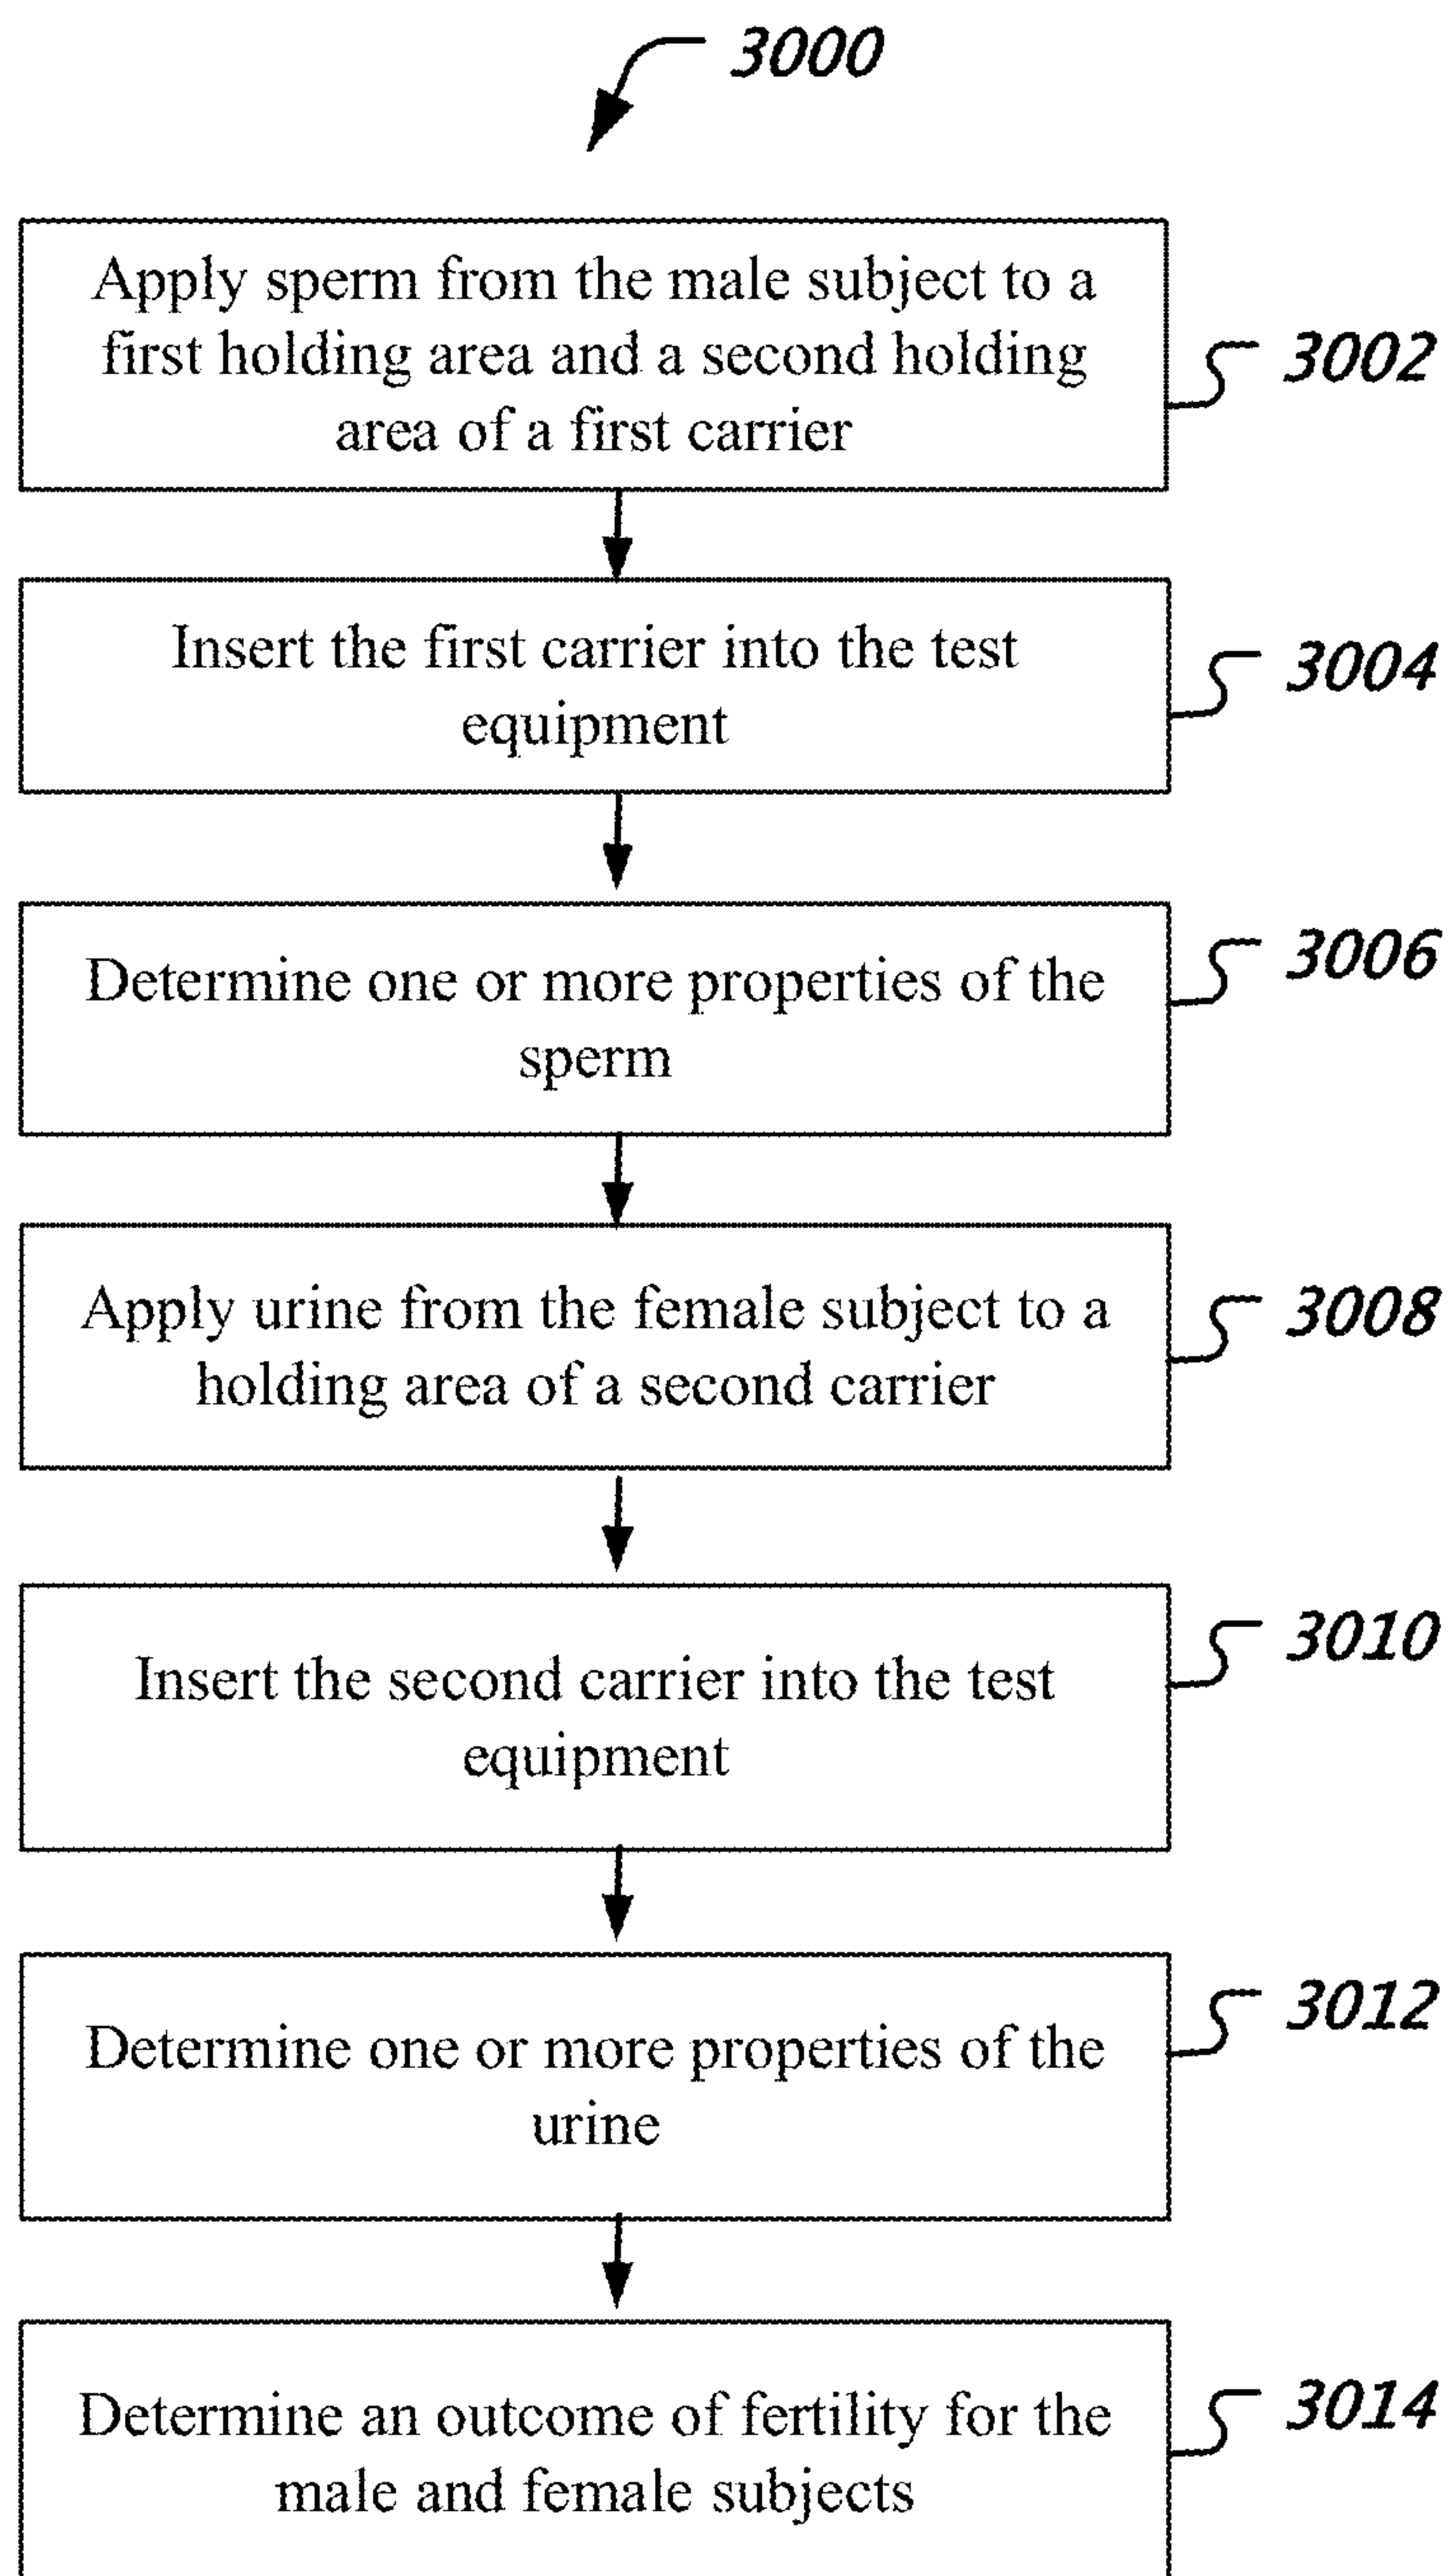 3000
Apply sperm from the male subject to a
first holding area and a second holding
area of a first carrier
3002
Insert the first carrier into the test
equipment
3004
Determine one or more properties of the
sperm
3006
Apply urine from the female subject to a
holding area of a second carrier
3008
Insert the second carrier into the test
equipment
3010
Determine one or more properties of the
urine
3012
Determine an outcome of fertility for the
male and female subjects
3014